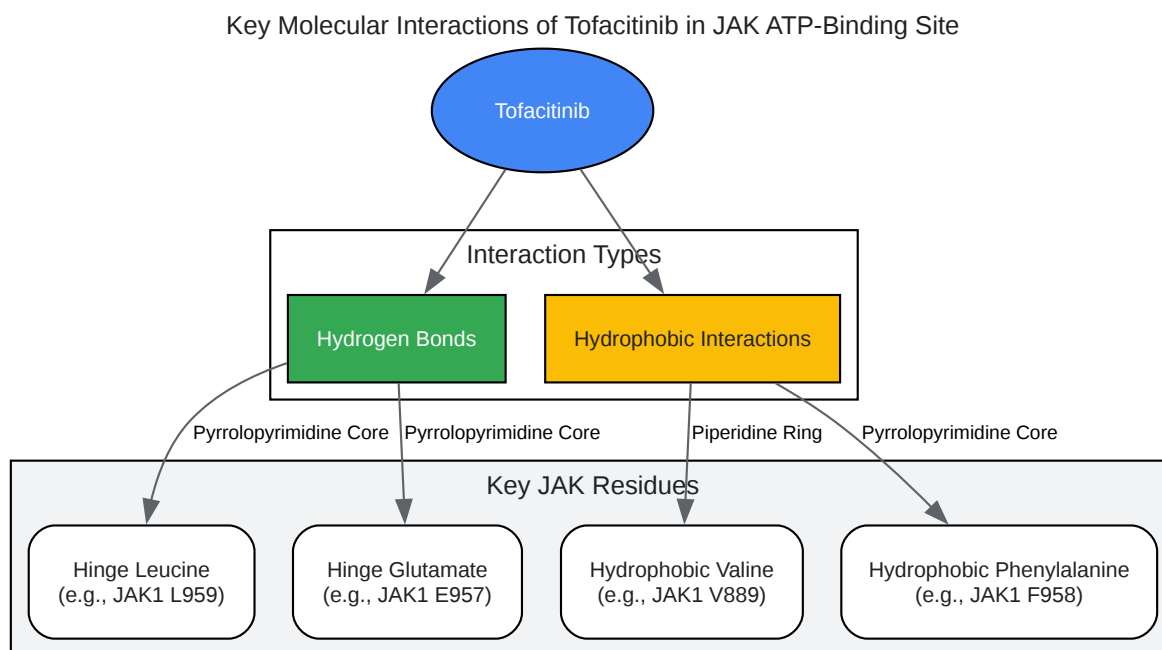 Key Molecular Interactions of Tofacitinib in JAK ATP-Binding Site
Tofacitinib
Interaction Types
Hydrogen Bonds
Hydrophobic Interactions
Pyrrolopyrimidine Core
Pyrrolopyrimidine Core
Piperidine Ring
Pyrrolopyrimidine Core
Key JAK Residues
Hinge Leucine
(e.g., JAK1 L959)
Hinge Glutamate
(e.g., JAK1 E957)
Hydrophobic Valine
(e.g., JAK1 V889)
Hydrophobic Phenylalanine
(e.g., JAK1 F958)